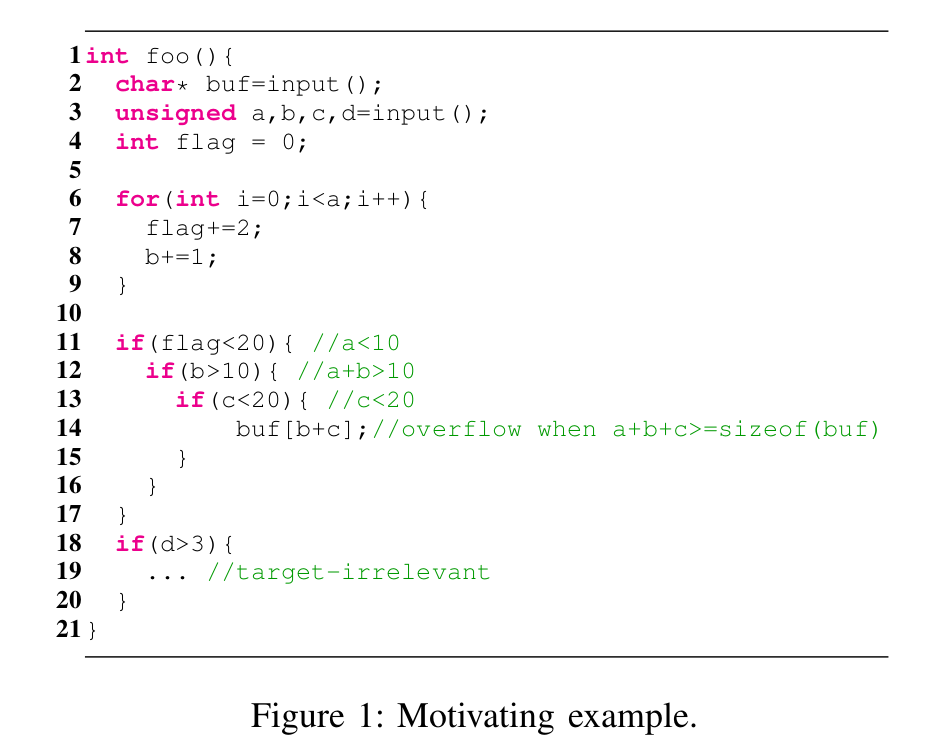 1 int foo(){
2   char* buf=input();
3   unsigned a,b,c,d=input();
4   int flag = 0;
5
6   for(int i=0;i<a;i++){
7     flag+=2;
8     b+=1;
9   }
10
11   if(flag<20){ //a<10
12     if(b>10){ //a+b>10
13       if(c<20){ //c<20
14           buf[b+c];//overflow when a+b+c>=sizeof(buf)
15       }
16     }
17   }
18   if(d>3){
19     ... //target-irrelevant
20   }
21 }
Figure 1: Motivating example.